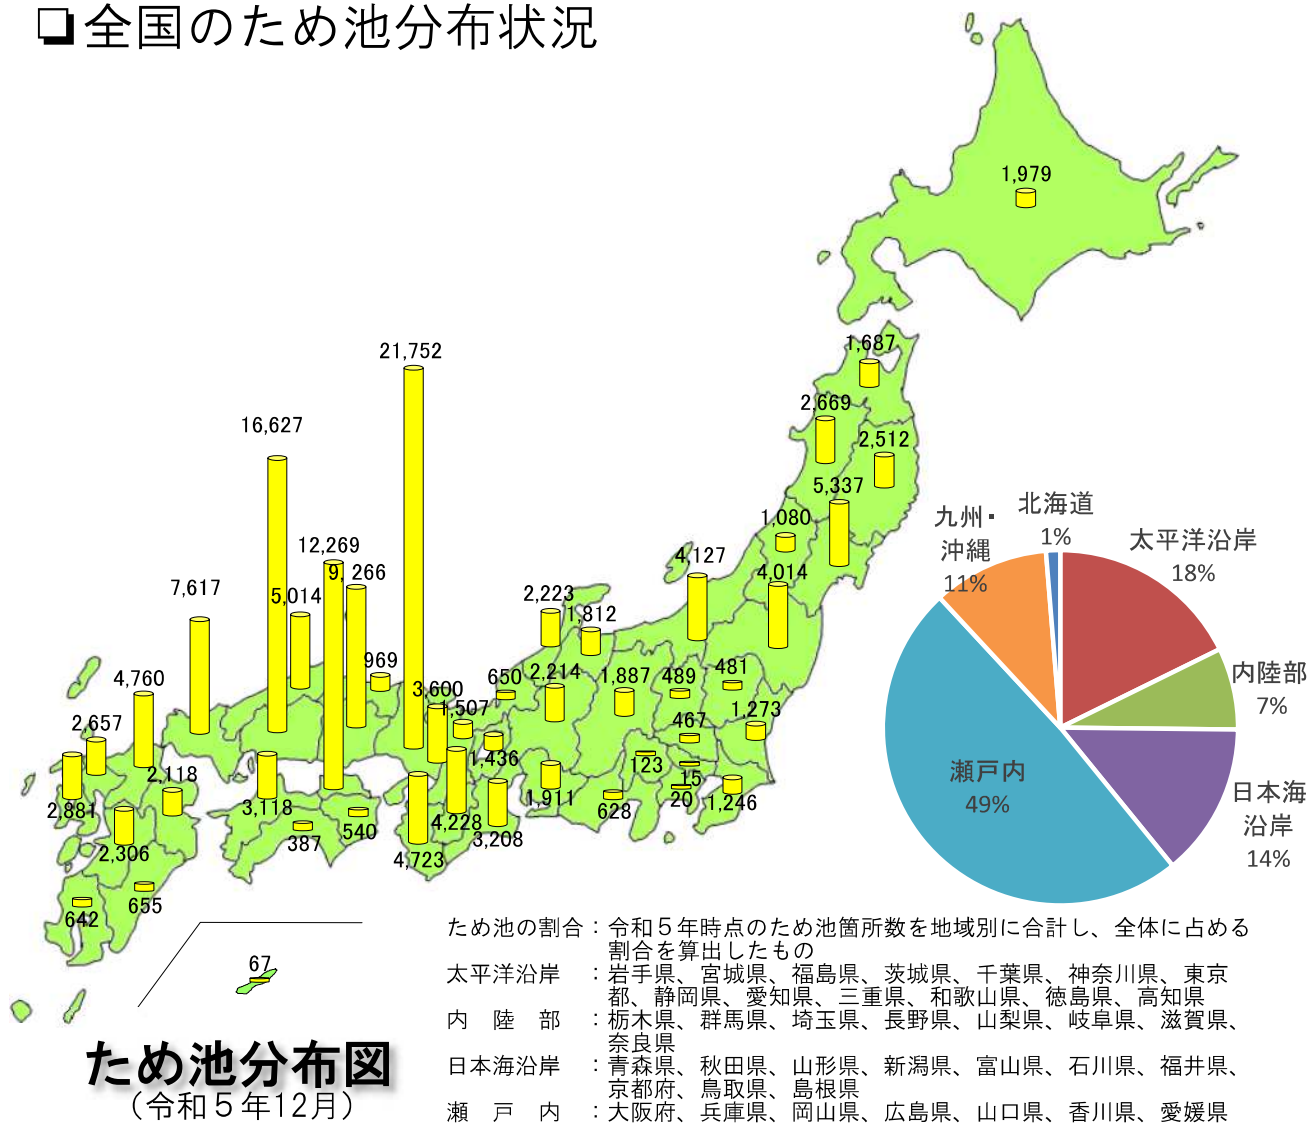 ❏全国のため池分布状況
1,979
1,687
2,669
2,512
5,337
1,080
4,127
4,014
2,223
1,812
21,752
16,627
12,269
9,266
7,617
5,014
969
4,760
2,657
2,881
2,118
2,306
655
642
3,118
387
540
3,600
1,507
650
2,214
1,887
489
481
467
1,273
1,436
123
15
20
1,246
1,911
628
4,228
3,208
4,723
67
北海道
1%
太平洋沿岸
18%
内陸部
7%
日本海
沿岸
14%
瀬戸内
49%
九州・
沖縄
11%
ため池の割合：令和５年時点のため池箇所数を地域別に合計し、全体に占める
割合を算出したもの
太平洋沿岸　：岩手県、宮城県、福島県、茨城県、千葉県、神奈川県、東京
都、静岡県、愛知県、三重県、和歌山県、徳島県、高知県
内　陸　部　：栃木県、群馬県、埼玉県、長野県、山梨県、岐阜県、滋賀県、
奈良県
日本海沿岸　：青森県、秋田県、山形県、新潟県、富山県、石川県、福井県、
京都府、鳥取県、島根県
瀬　戸　内　：大阪府、兵庫県、岡山県、広島県、山口県、香川県、愛媛県
ため池分布図
（令和５年12月）